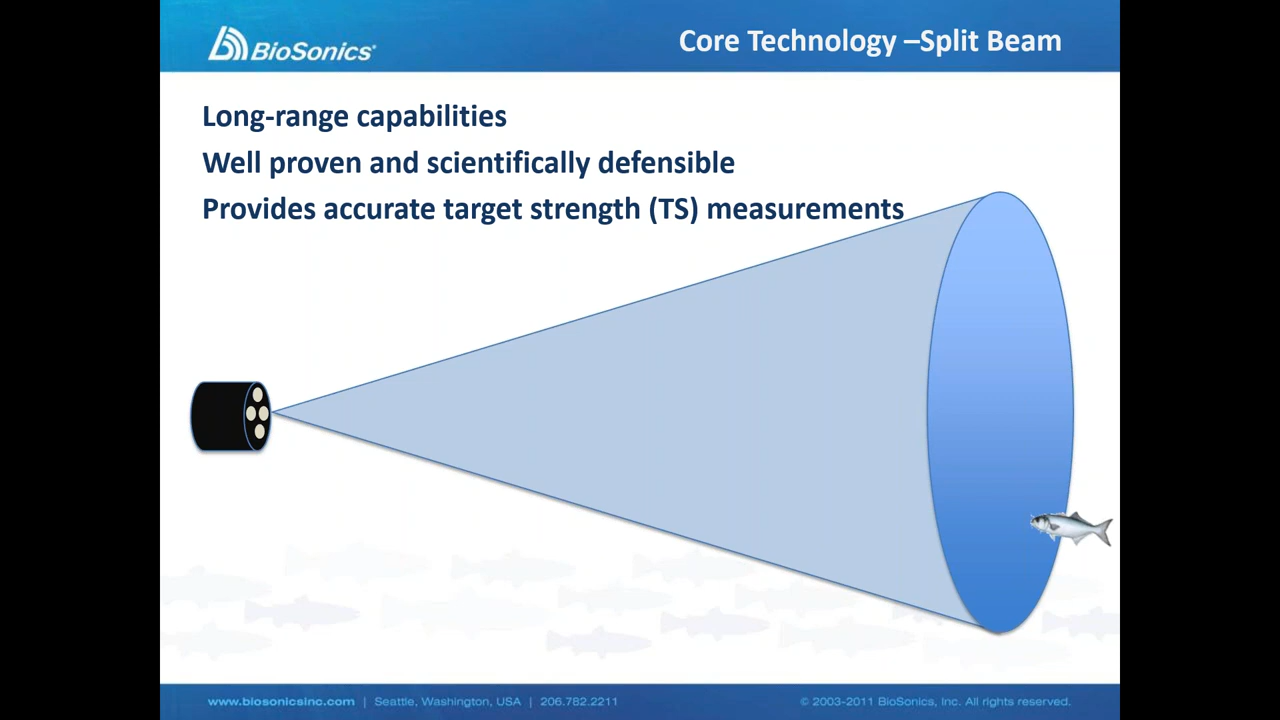 BioSonics
Core Technology –Split Beam
Long-range capabilities
Well proven and scientifically defensible
Provides accurate target strength (TS) measurements
www.biosonicsinc.com | Seattle, Washington, USA | 206.782.2211
© 2003-2011 BioSonics, Inc. All rights reserved.